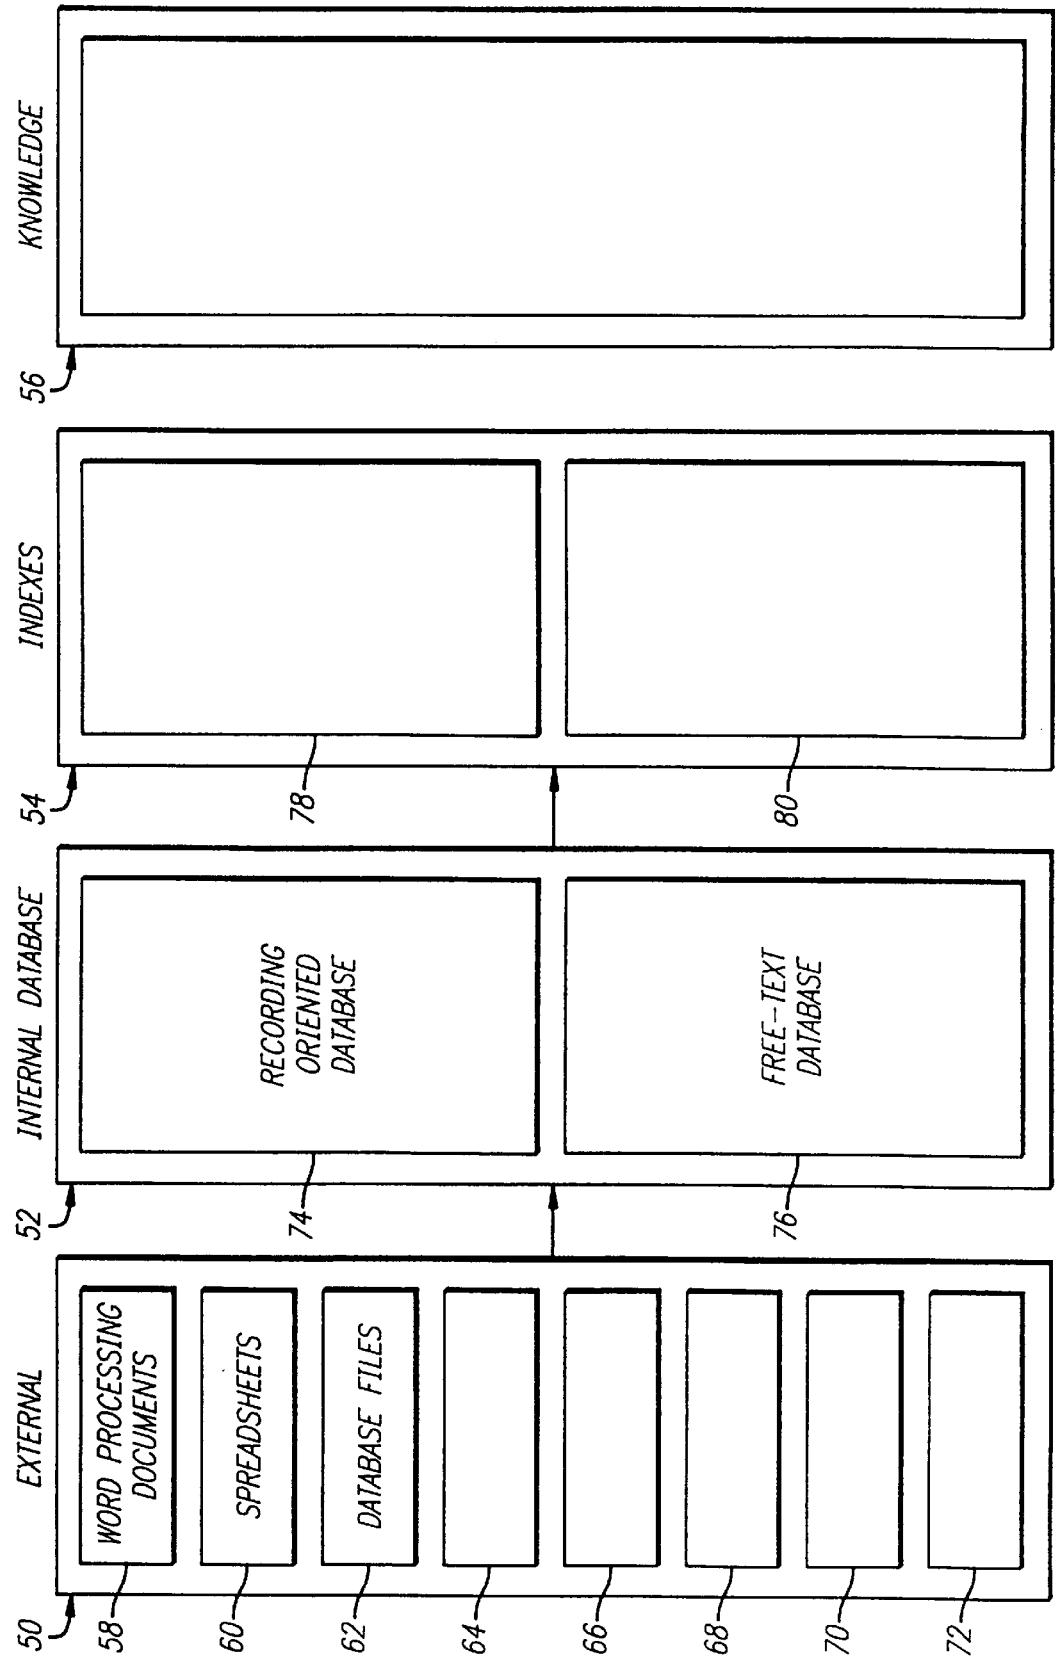 EXTERNAL
50
58
WORD PROCESSING
DOCUMENTS
60
SPREADSHEETS
62
DATABASE FILES
64
66
68
70
72
INTERNAL DATABASE
52
74
RECORDING
ORIENTED
DATABASE
76
FREE-TEXT
DATABASE
INDEXES
54
78
80
KNOWLEDGE
56